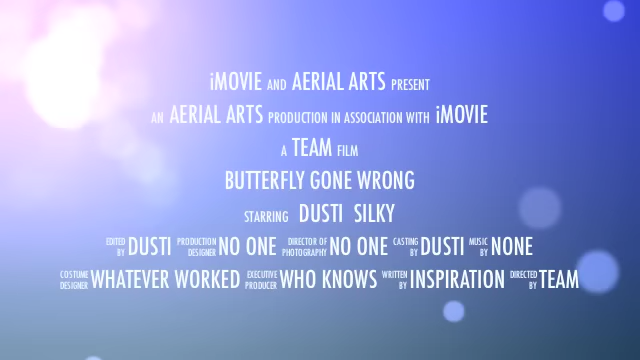 iMOVIE AND AERIAL ARTS PRESENT
AN AERIAL ARTS PRODUCTION IN ASSOCIATION WITH iMOVIE
A TEAM FILM
BUTTERFLY GONE WRONG
STARRING DUSTI SILKY
EDITED BY DUSTI PRODUCTION DESIGNER NO ONE DIRECTOR OF PHOTOGRAPHY NO ONE CASTING BY DUSTI MUSIC BY NONE
COSTUME DESIGNER WHATEVER WORKED EXECUTIVE PRODUCER WHO KNOWS WRITTEN BY INSPIRATION DIRECTED BY TEAM